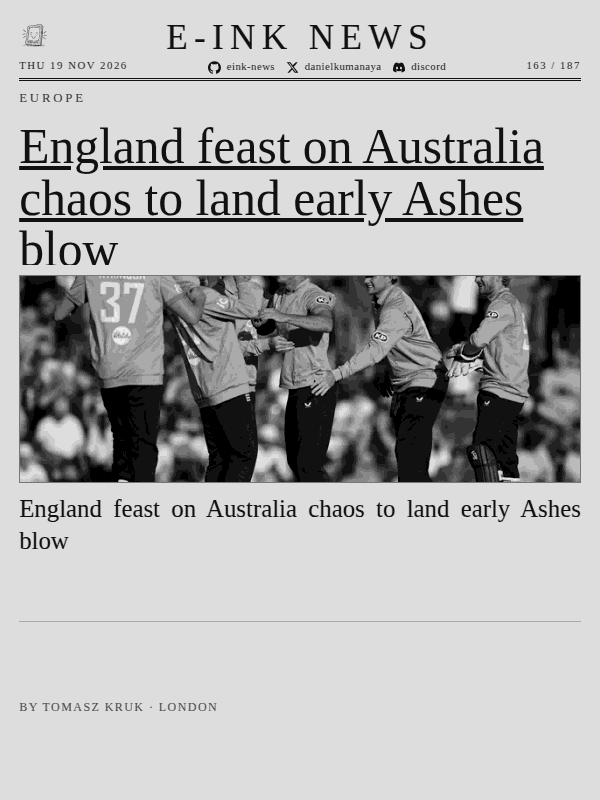 E-INK NEWS
THU 19 NOV 2026
eink-news danielkumanaya discord
163 / 187
EUROPE
England feast on Australia
chaos to land early Ashes
blow
37
England feast on Australia chaos to land early Ashes
blow
BY TOMASZ KRUK · LONDON